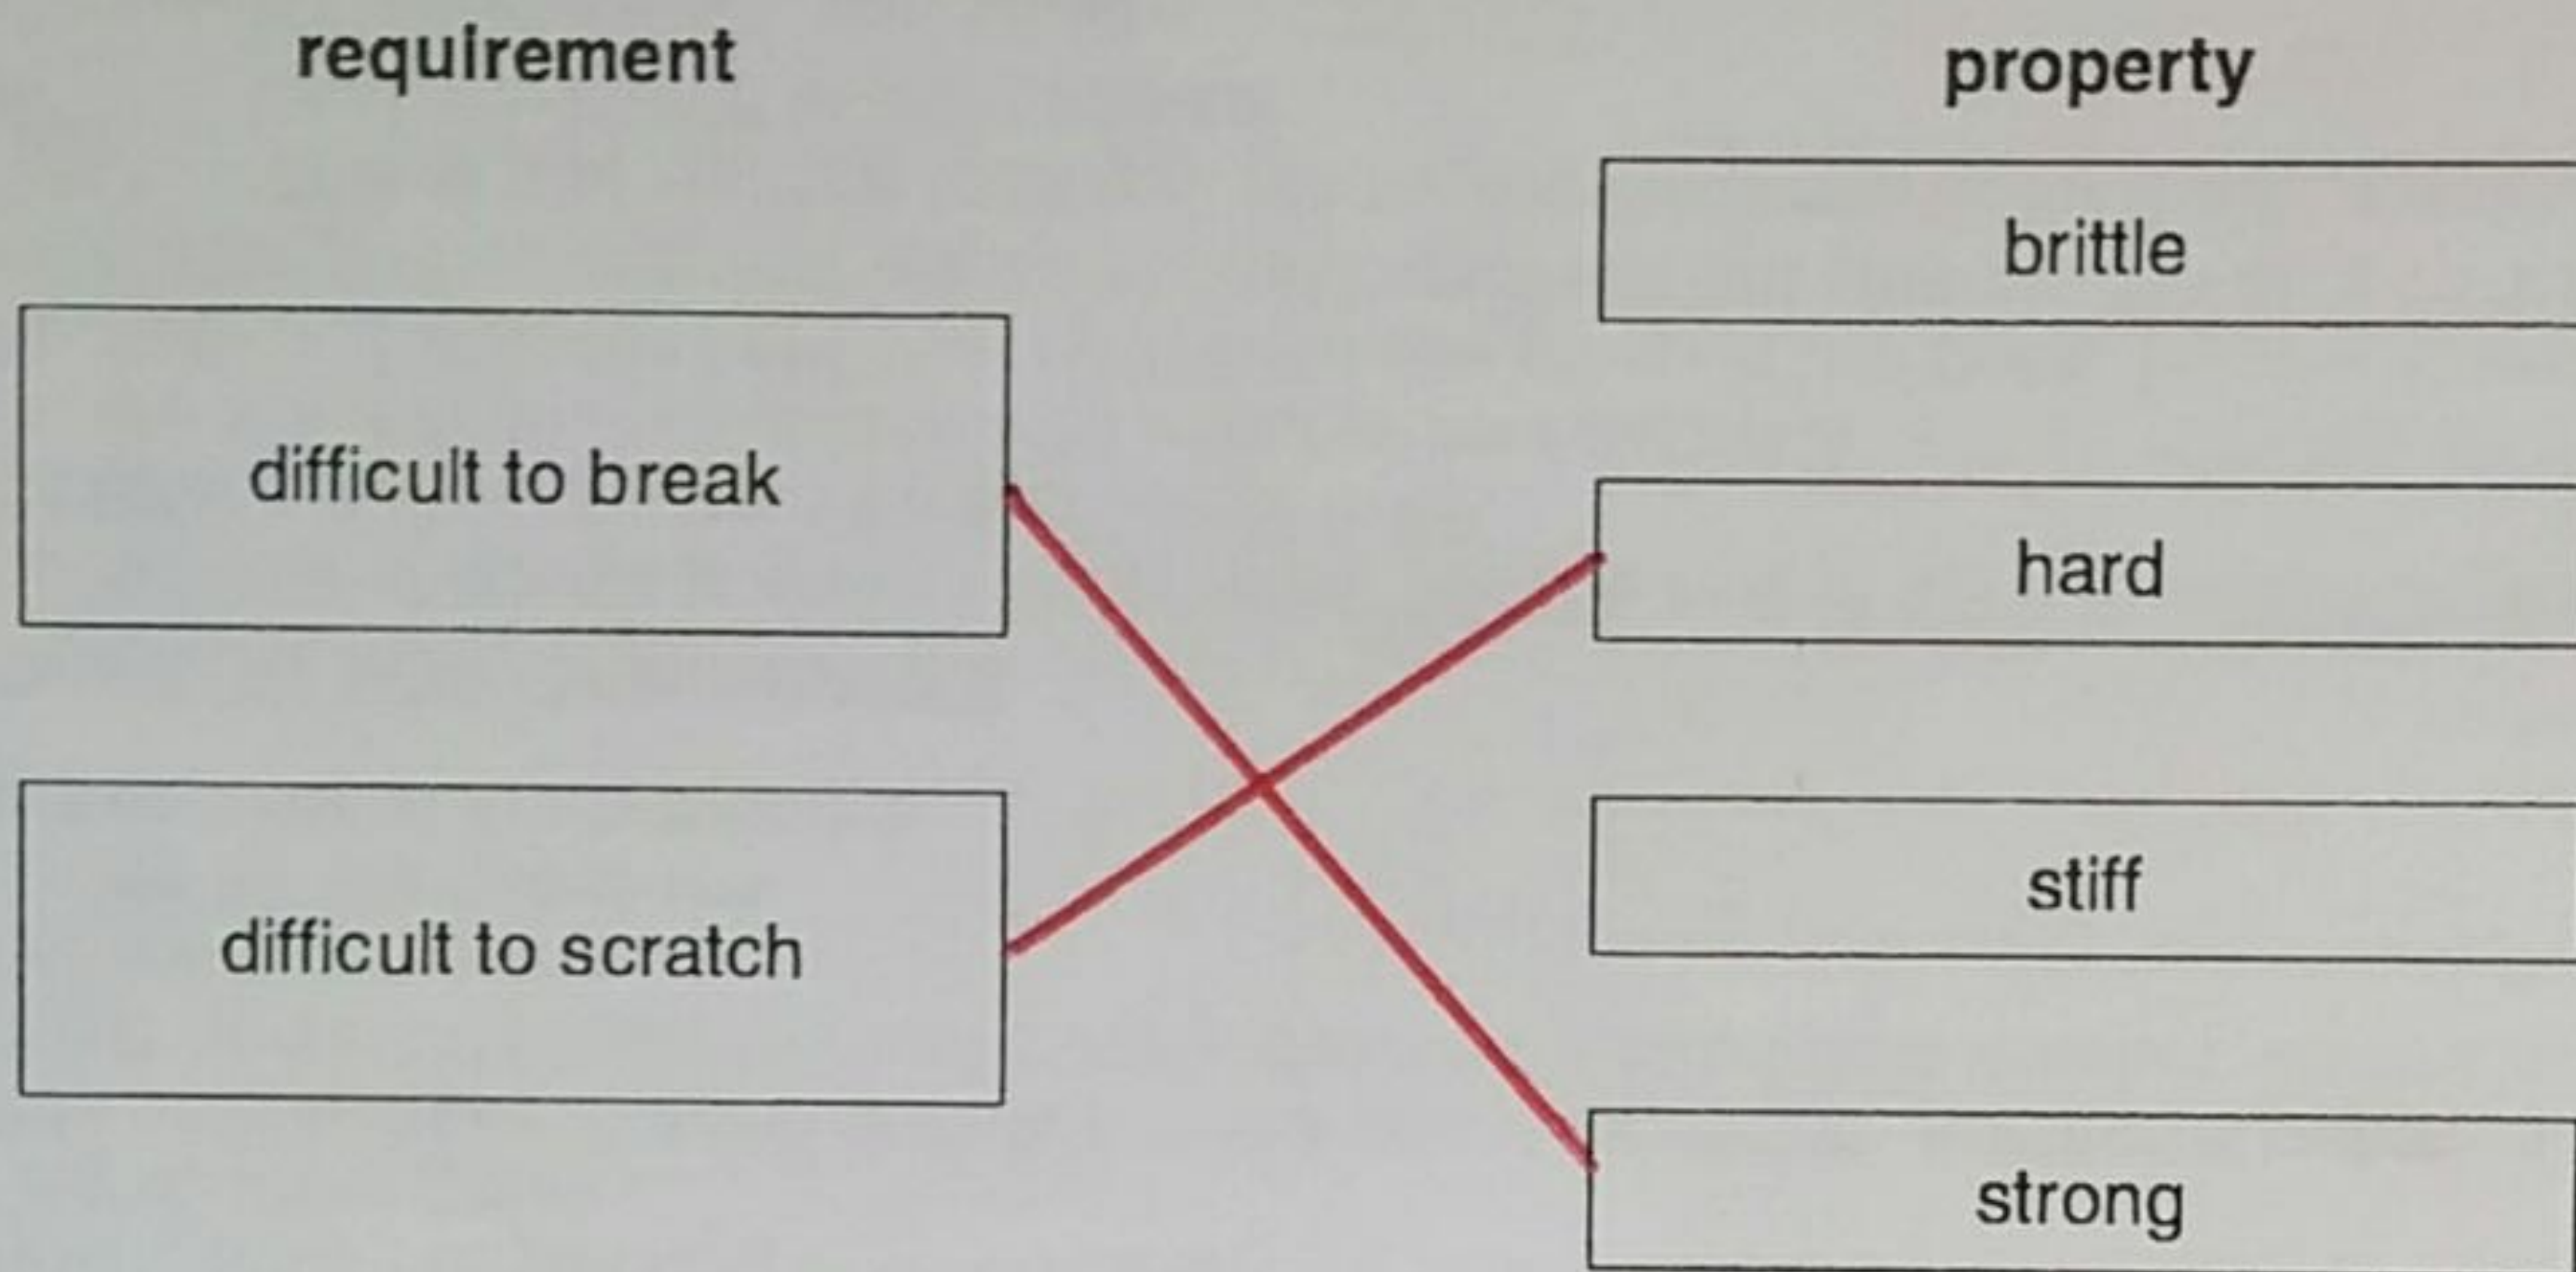 requirement
property
brittle
difficult to break
hard
stiff
difficult to scratch
strong